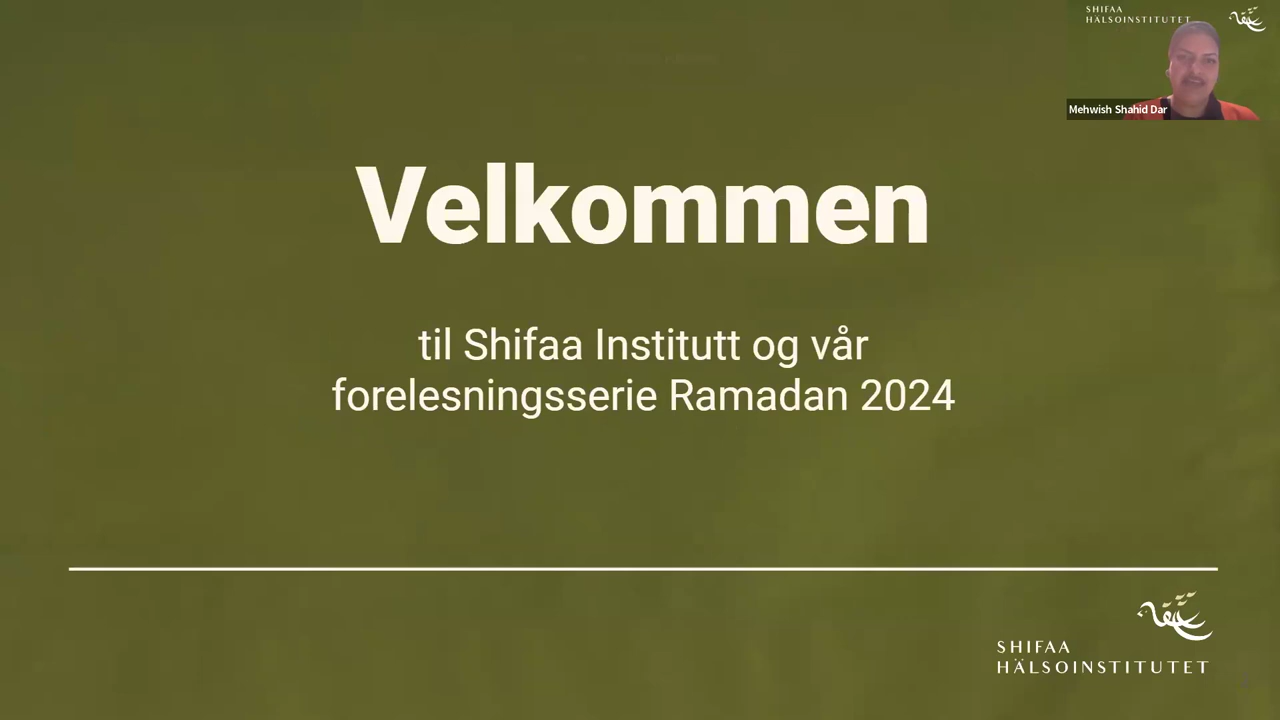 SHIFAA
HÄLSOINSTITUTET
Mehwish Shahid Dar
Velkommen
til Shifaa Institutt og vår
forelesningsserie Ramadan 2024
SHIFAA
HÄLSOINSTITUTET